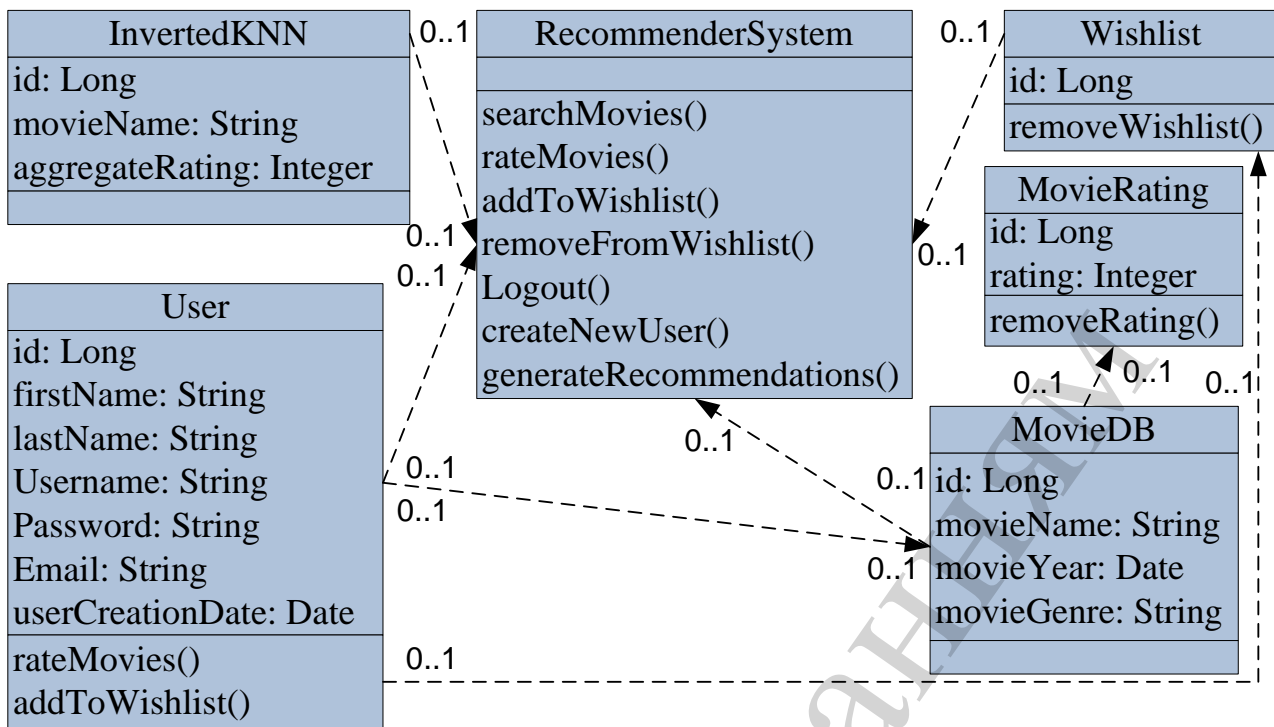 InvertedKNN
id: Long
movieName: String
aggregateRating: Integer
0..1
0..1
RecommenderSystem
searchMovies()
rateMovies()
addToWishlist()
removeFromWishlist()
Logout()
createNewUser()
generateRecommendations()
0..1
0..1
Wishlist
id: Long
removeWishlist()
MovieRating
id: Long
rating: Integer
removeRating()
0..1
0..1
0..1
User
id: Long
firstName: String
lastName: String
Username: String
Password: String
Email: String
userCreationDate: Date
rateMovies()
addToWishlist()
0..1
0..1
0..1
0..1
0..1
0..1
0..1
MovieDB
id: Long
movieName: String
movieYear: Date
movieGenre: String